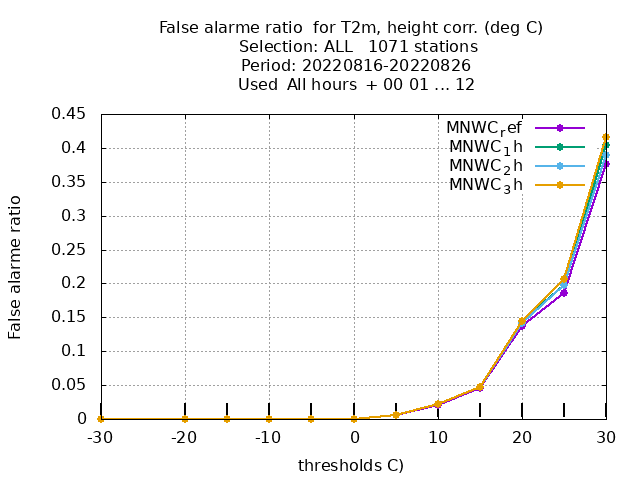 False alarme ratio  for T2m, height corr. (deg C)
Selection: ALL   1071 stations
Period: 20220816-20220826
Used  All hours  + 00 01 ... 12
0.45
0.4
0.35
0.3
0.25
0.2
0.15
0.1
0.05
0
False alarme ratio
MNWC_ref
MNWC_1h
MNWC_2h
MNWC_3h
-30 -20 -10 0 10 20 30
thresholds C)